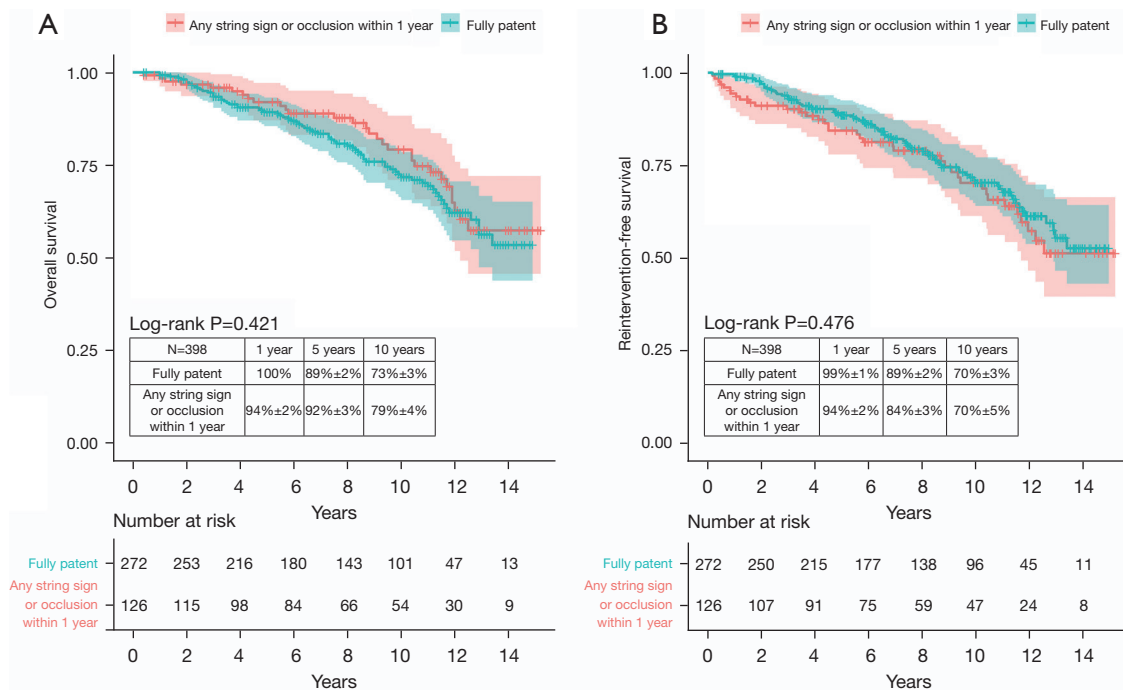 A
Any string sign or occlusion within 1 year Fully patent
Overall survival
1.00
0.75
0.50
0.25
0.00
Log-rank P=0.421
N=398 1 year 5 years 10 years
Fully patent 100% 89%±2% 73%±3%
Any string sign
or occlusion
within 1 year
94%±2% 92%±3% 79%±4%
0 2 4 6 8 10 12 14
Years
Number at risk
Fully patent 272 253 216 180 143 101 47 13
Any string sign
or occlusion
within 1 year
126 115 98 84 66 54 30 9
0 2 4 6 8 10 12 14
Years
B
Any string sign or occlusion within 1 year Fully patent
Reintervention-free survival
1.00
0.75
0.50
0.25
0.00
Log-rank P=0.476
N=398 1 year 5 years 10 years
Fully patent 99%±1% 89%±2% 70%±3%
Any string sign
or occlusion
within 1 year
94%±2% 84%±3% 70%±5%
0 2 4 6 8 10 12 14
Years
Number at risk
Fully patent 272 250 215 177 138 96 45 11
Any string sign
or occlusion
within 1 year
126 107 91 75 59 47 24 8
0 2 4 6 8 10 12 14
Years